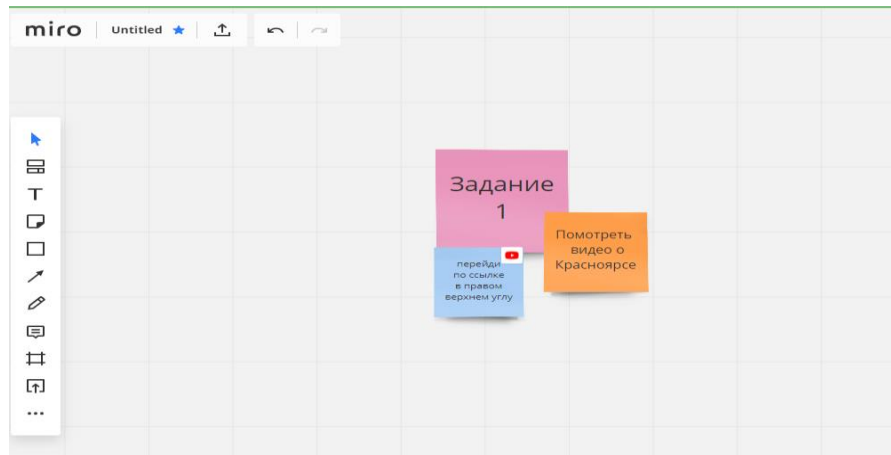 miro Untitled
Задание
1
Помотреть
видео о
Красноярсе
перейди
по ссылке
в правом
верхнем углу